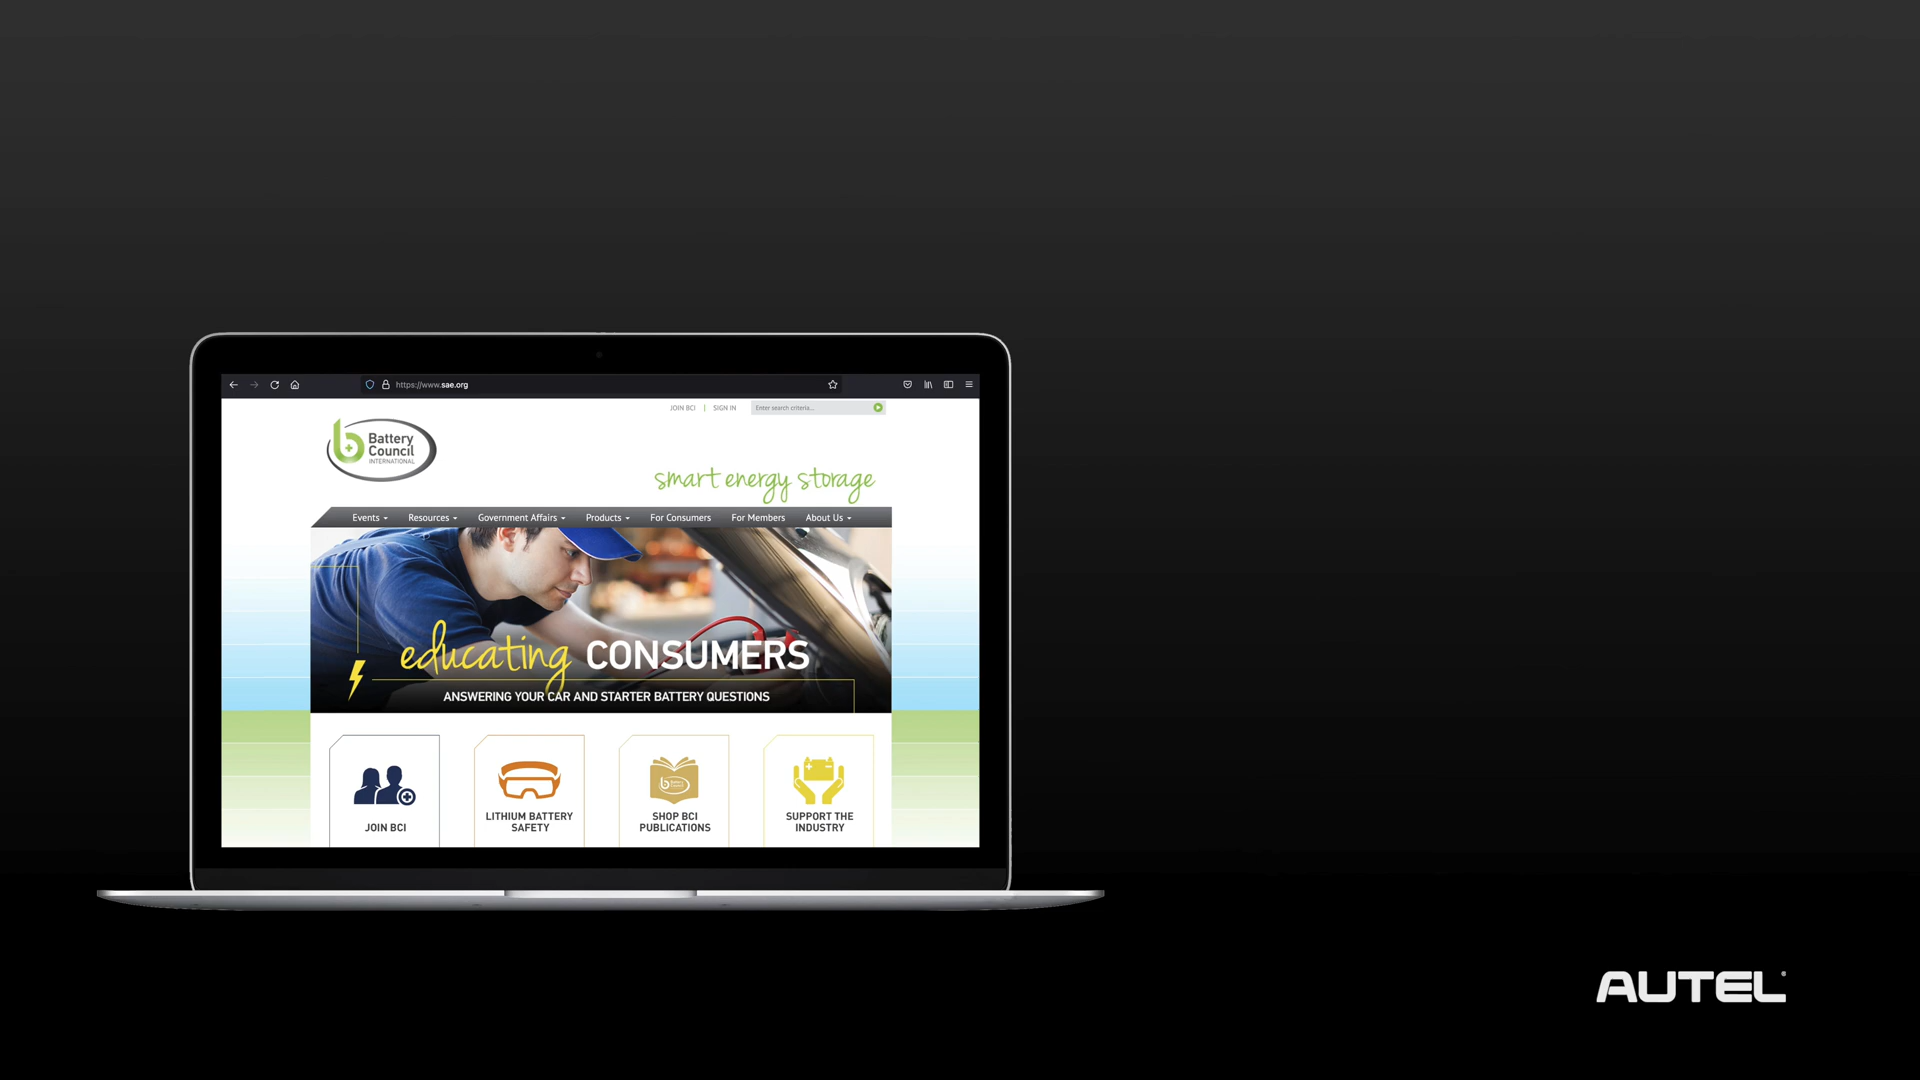 https://www.sae.org
JOIN BCI | SIGN IN Enter search criteria...
b Battery
Council
INTERNATIONAL
smart energy storage
Events Resources Government Affairs Products For Consumers For Members About Us
educating CONSUMERS
ANSWERING YOUR CAR AND STARTER BATTERY QUESTIONS
JOIN BCI
LITHIUM BATTERY
SAFETY
b Battery
Council
SHOP BCI
PUBLICATIONS
SUPPORT THE
INDUSTRY
AUTEL